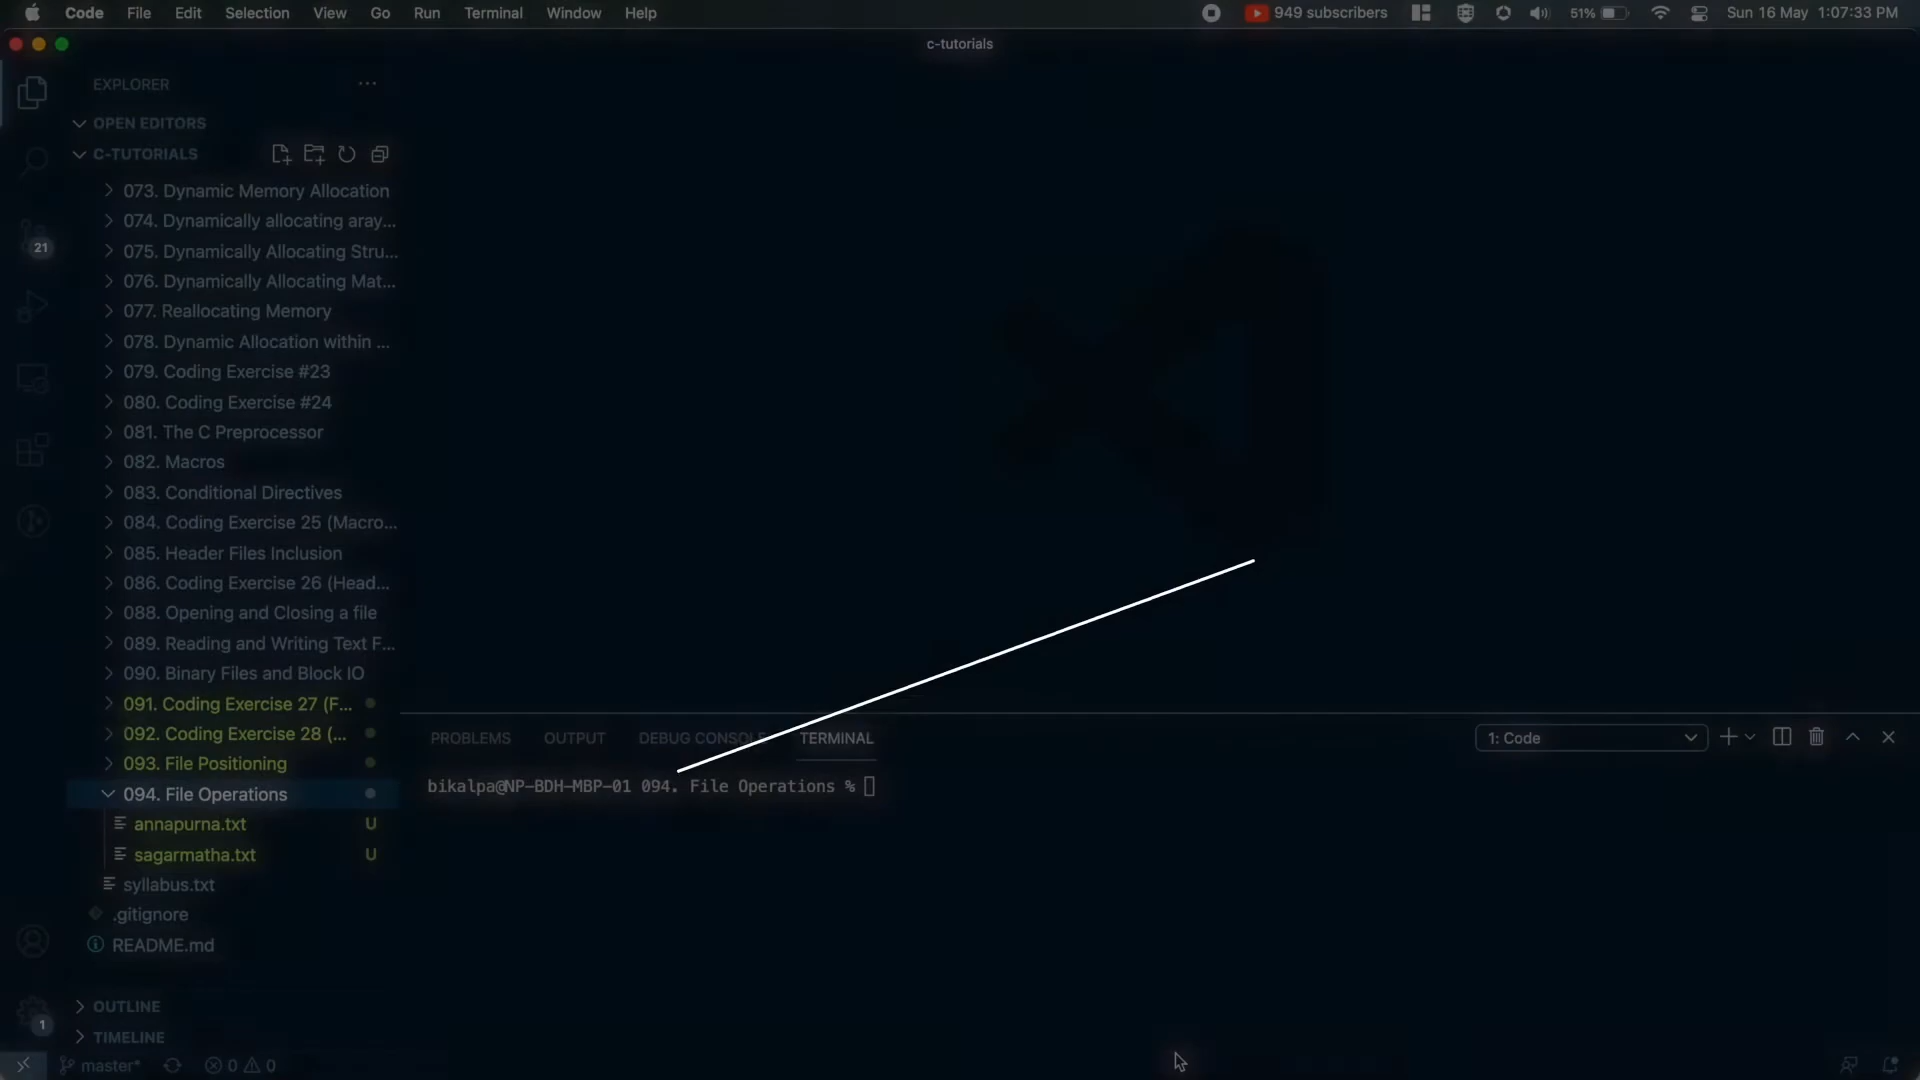 Code File Edit Selection View Go Run Terminal Window Help 949 subscribers 51% Sun 16 May 1:07:33 PM
c-tutorials
EXPLORER ···
OPEN EDITORS
C-TUTORIALS
073. Dynamic Memory Allocation
074. Dynamically allocating aray...
21
075. Dynamically Allocating Stru...
076. Dynamically Allocating Mat...
077. Reallocating Memory
078. Dynamic Allocation within ...
079. Coding Exercise #23
080. Coding Exercise #24
081. The C Preprocessor
082. Macros
083. Conditional Directives
084. Coding Exercise 25 (Macro...
085. Header Files Inclusion
086. Coding Exercise 26 (Head...
088. Opening and Closing a file
089. Reading and Writing Text F...
090. Binary Files and Block IO
091. Coding Exercise 27 (F...
092. Coding Exercise 28 (...
093. File Positioning
094. File Operations
annapurna.txt U
sagarmatha.txt U
syllabus.txt
.gitignore
README.md
OUTLINE
1
TIMELINE
master* 0 0
PROBLEMS OUTPUT DEBUG CONSOLE TERMINAL 1: Code
bikalpa@NP-BDH-MBP-01 094. File Operations %